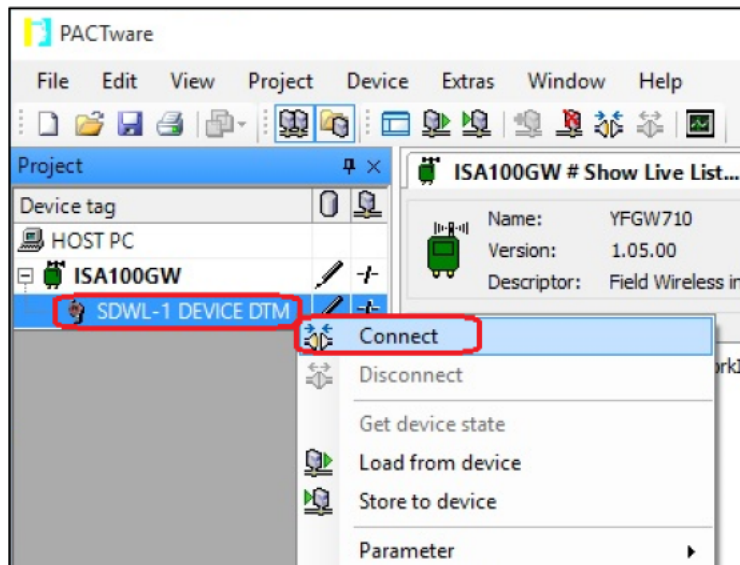 PACTware
File Edit View Project Device Extras Window Help
Project
ISA100GW # Show Live List...
Device tag
Name: YFGW710
HOST PC
Version: 1.05.00
ISA100GW
Descriptor: Field Wireless in
SDWL-1 DEVICE DTM
Connect
Disconnect
Get device state
Load from device
Store to device
Parameter